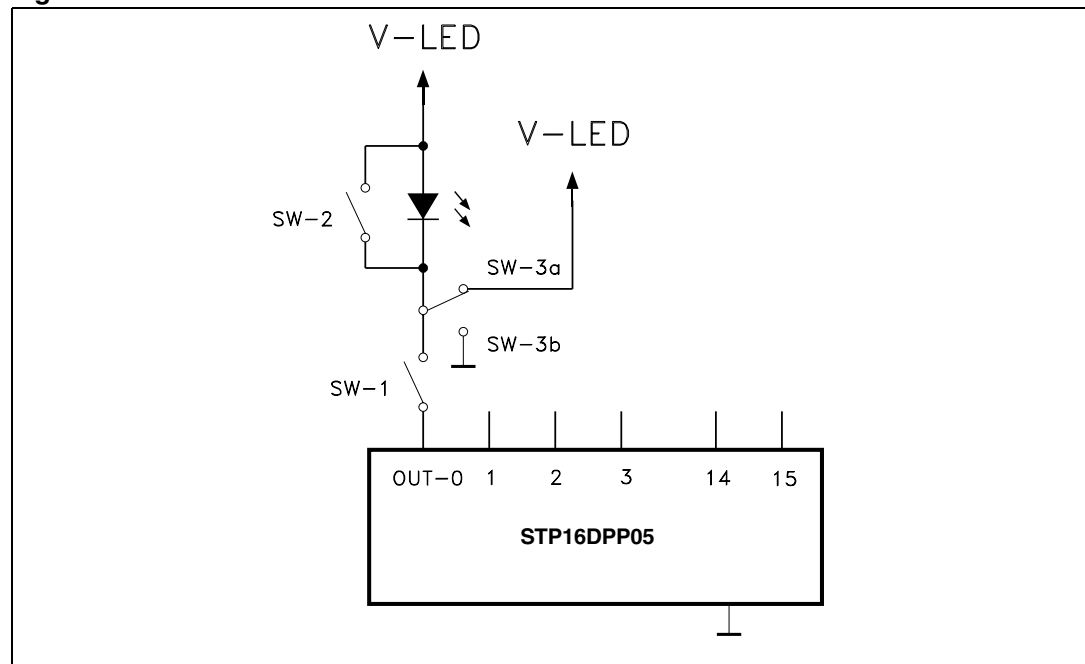 V-LED
V-LED
SW-2
SW-3a
SW-3b
SW-1
OUT-0 1 2 3 14 15
STP16DPP05